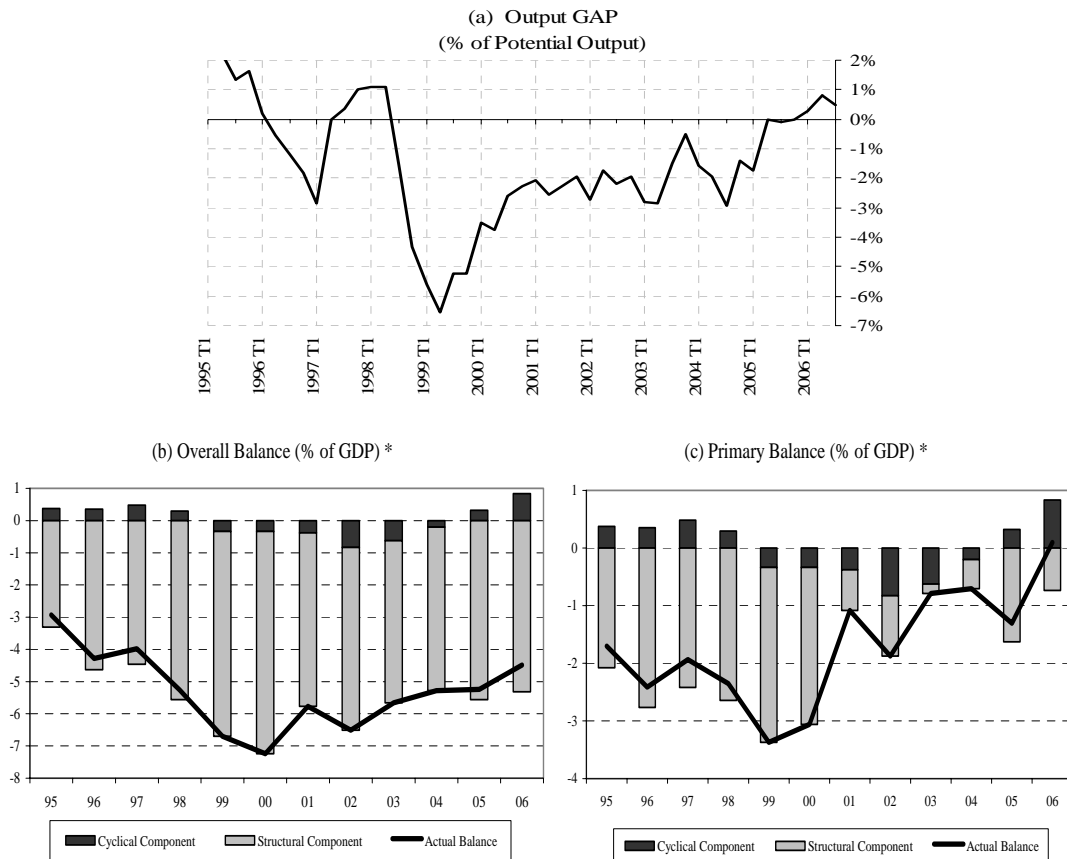 (a) Output GAP
(% of Potential Output)
2%
1%
0%
-1%
-2%
-3%
-4%
-5%
-6%
-7%
1995 T1
1996 T1
1997 T1
1998 T1
1999 T1
2000 T1
2001 T1
2002 T1
2003 T1
2004 T1
2005 T1
2006 T1
(b) Overall Balance (% of GDP) *
1
0
-1
-2
-3
-4
-5
-6
-7
-8
95 96 97 98 99 00 01 02 03 04 05 06
Cyclical Component Structural Component Actual Balance
(c) Primary Balance (% of GDP) *
1
0
-1
-2
-3
-4
95 96 97 98 99 00 01 02 03 04 05 06
Cyclical Component Structural Component Actual Balance